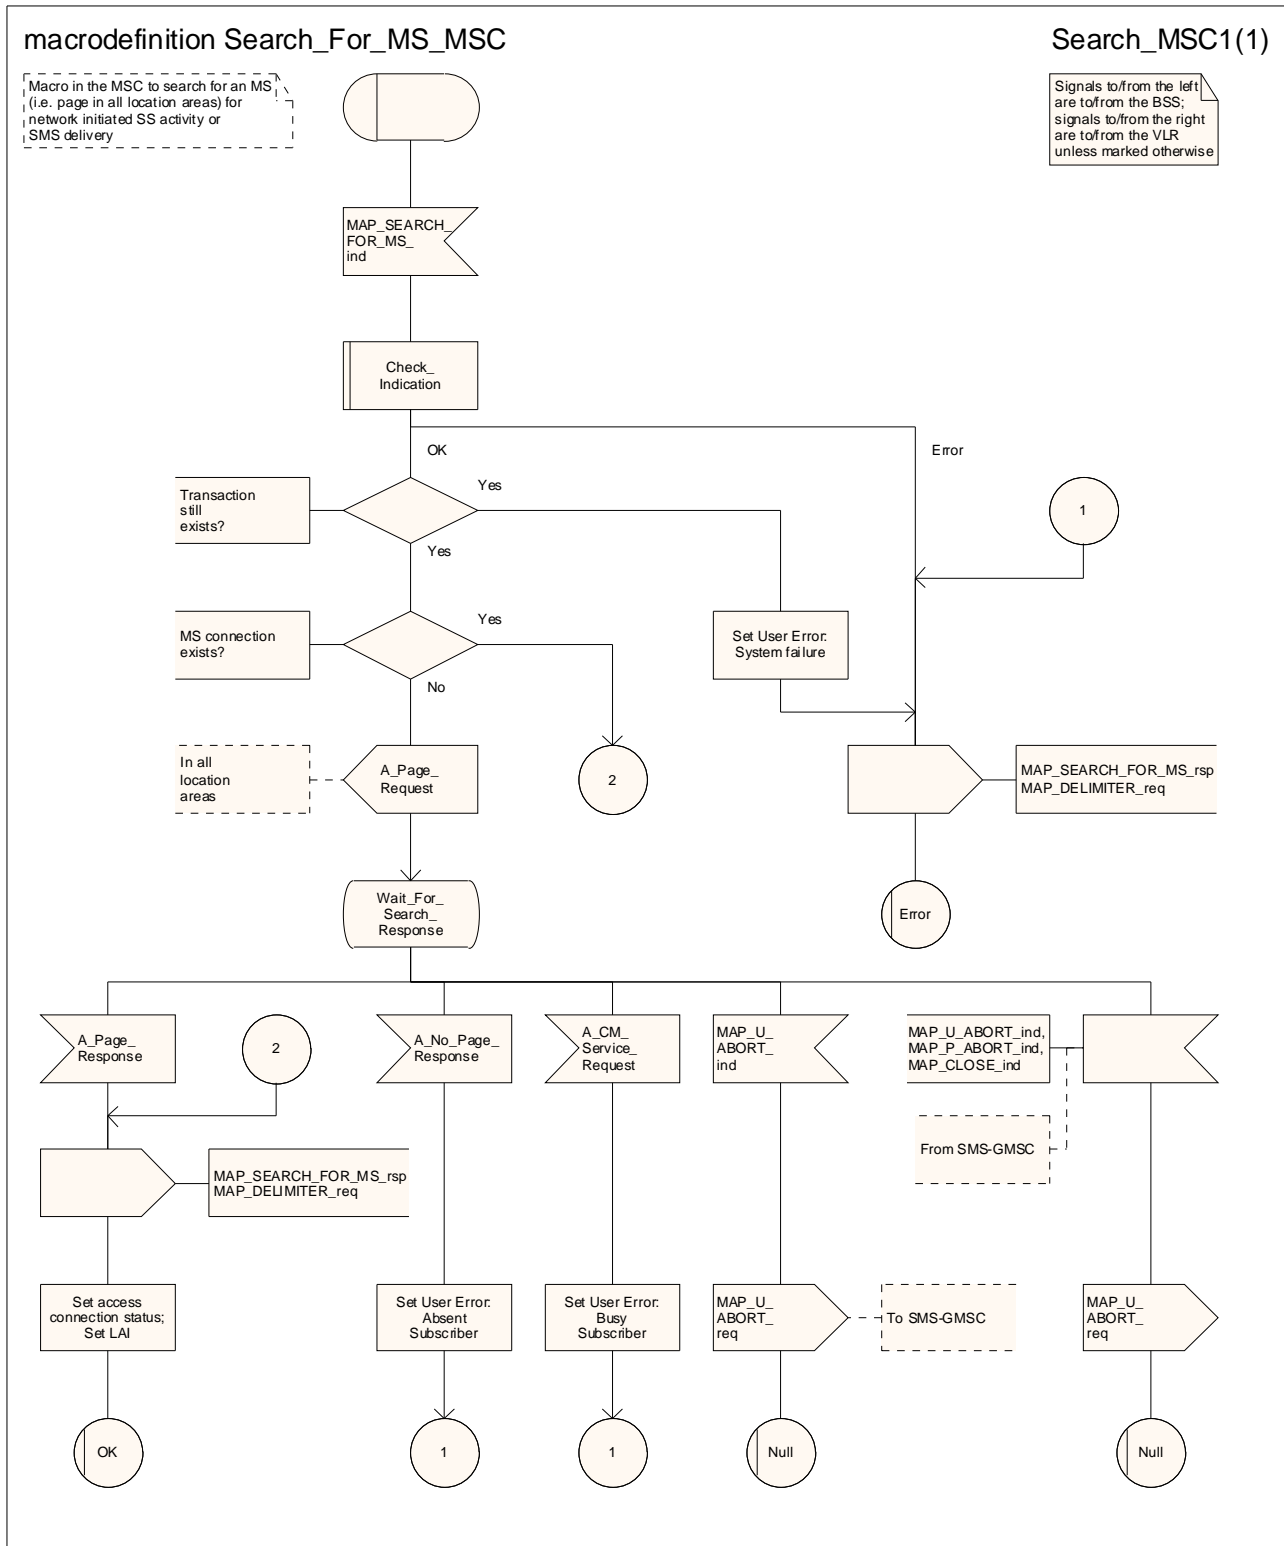 macrodefinition Search_For_MS_MSC
Search_MSC1(1)
Macro in the MSC to search for an MS
(i.e. page in all location areas) for
network initiated SS activity or
SMS delivery
Signals to/from the left
are to/from the BSS;
signals to/from the right
are to/from the VLR
unless marked otherwise
MAP_SEARCH_
FOR_MS_
ind
Check_
Indication
OK
Error
Transaction
still
exists?
Yes
1
Yes
MS connection
exists?
Yes
Set User Error:
System failure
No
In all
location
areas
A_Page_
Request
2
MAP_SEARCH_FOR_MS_rsp
MAP_DELIMITER_req
Wait_For_
Search_
Response
Error
A_Page_
Response
2
A_No_Page_
Response
A_CM_
Service_
Request
MAP_U_
ABORT_
ind
MAP_U_ABORT_ind,
MAP_P_ABORT_ind,
MAP_CLOSE_ind
From SMS-GMSC
MAP_SEARCH_FOR_MS_rsp
MAP_DELIMITER_req
Set access
connection status;
Set LAI
Set User Error:
Absent
Subscriber
Set User Error:
Busy
Subscriber
MAP_U_
ABORT_
req
To SMS-GMSC
MAP_U_
ABORT_
req
OK
1
1
Null
Null